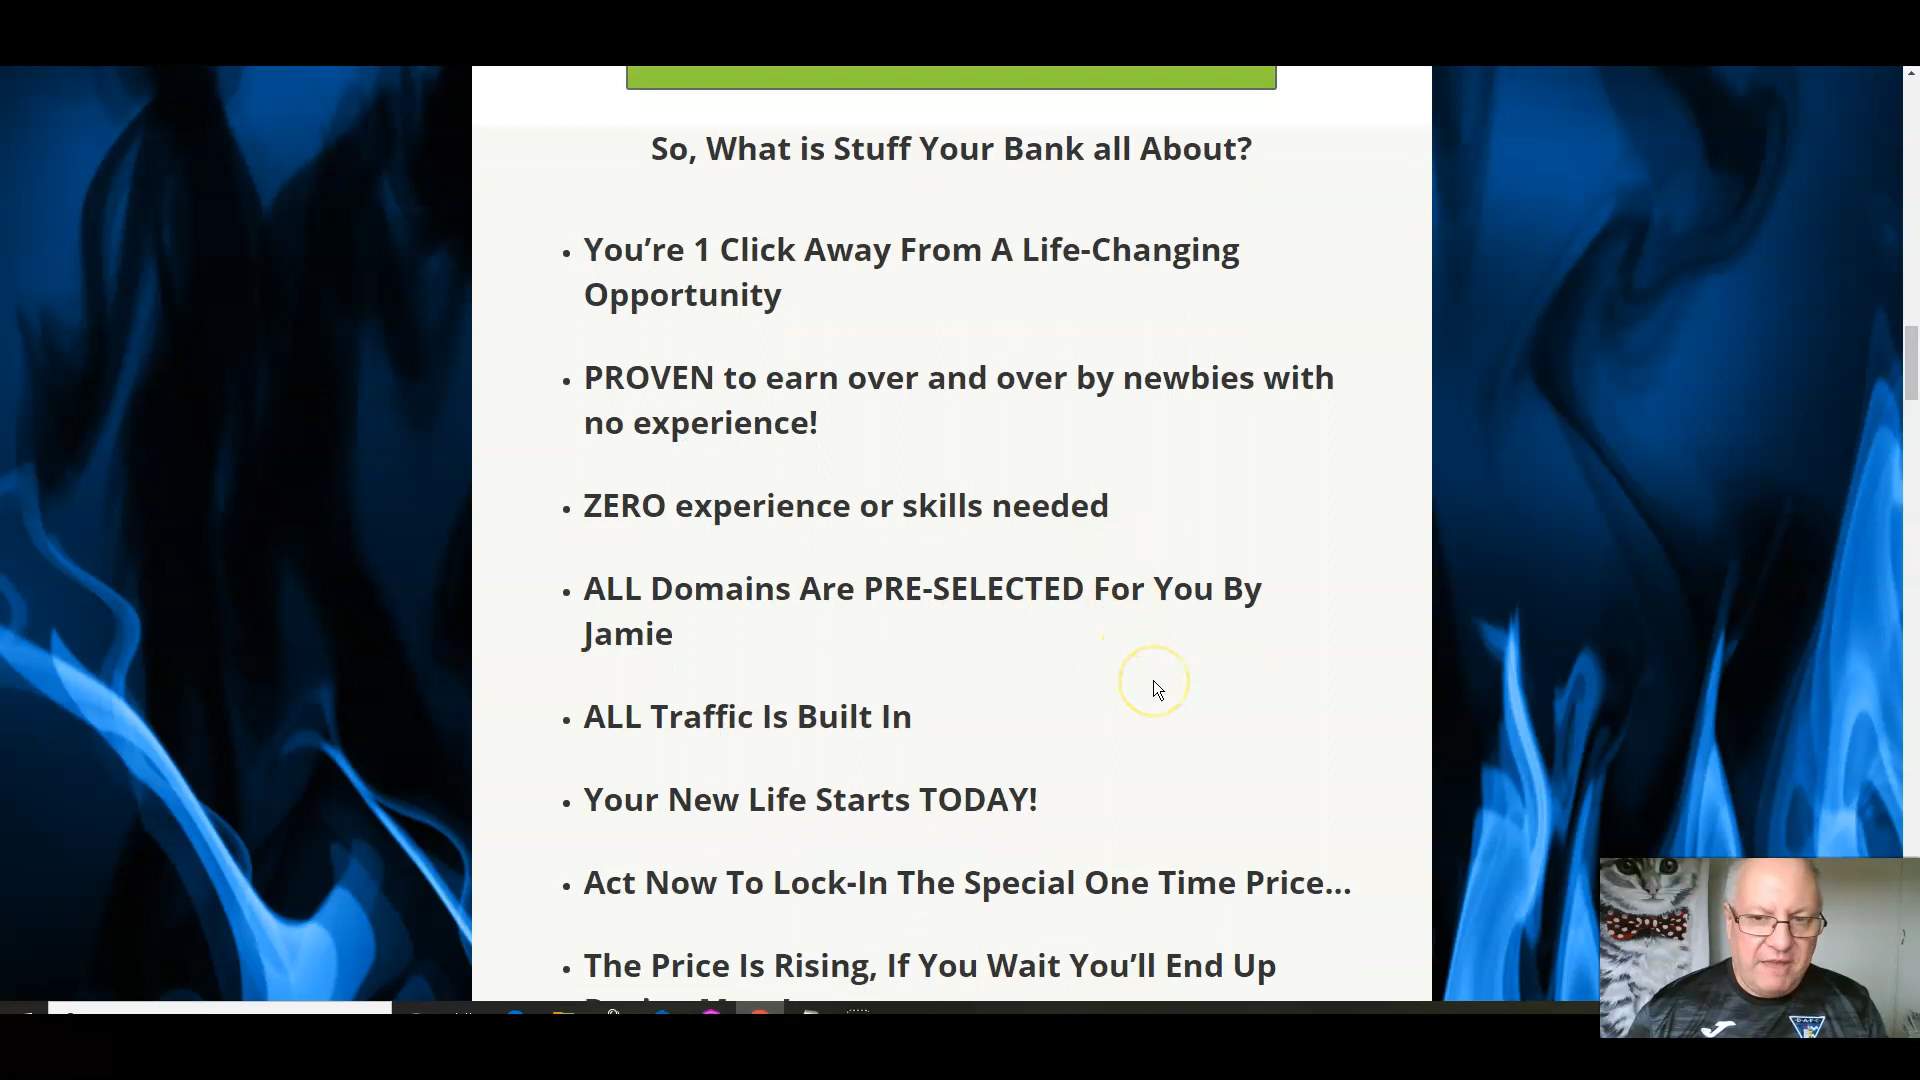 So, What is Stuff Your Bank all About?
• You’re 1 Click Away From A Life-Changing
Opportunity
• PROVEN to earn over and over by newbies with
no experience!
• ZERO experience or skills needed
• ALL Domains Are PRE-SELECTED For You By
Jamie
• ALL Traffic Is Built In
• Your New Life Starts TODAY!
• Act Now To Lock-In The Special One Time Price...
• The Price Is Rising, If You Wait You’ll End Up